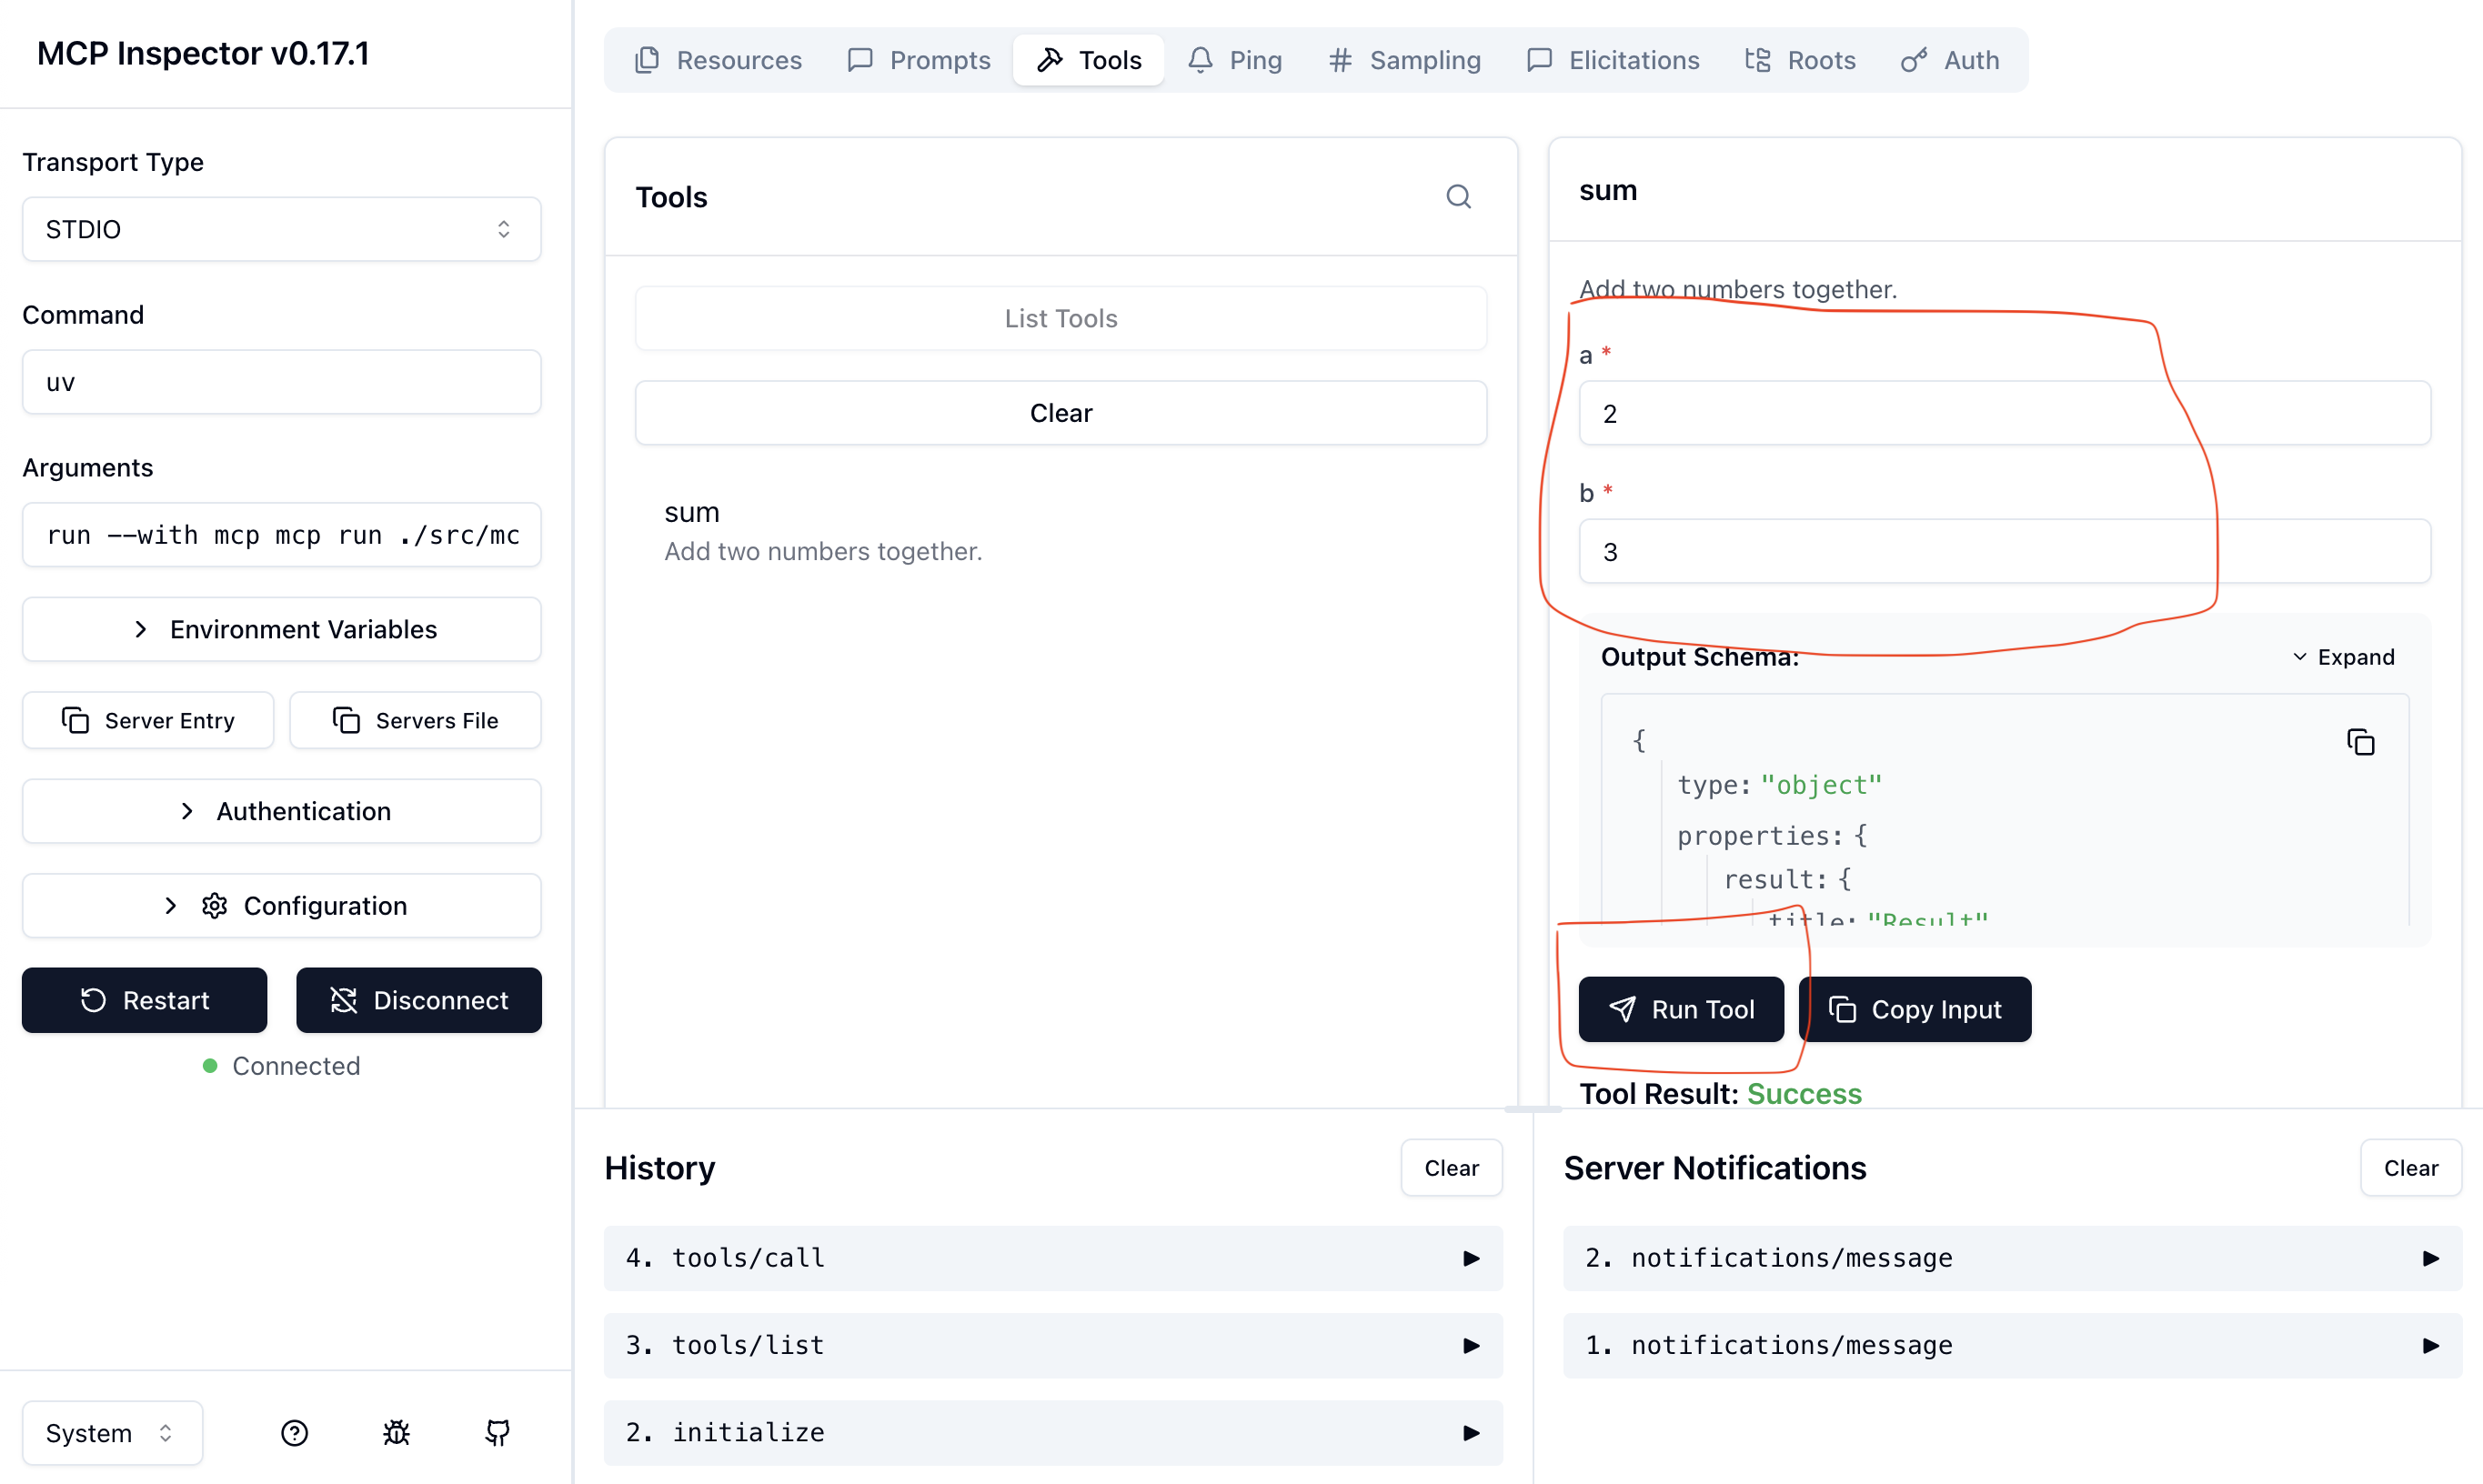 MCP Inspector v0.17.1
Transport Type
STDIO
Command
uv
Arguments
run --with mcp mcp run ./src/mc
Environment Variables
Server Entry
Servers File
Authentication
Configuration
Restart
Disconnect
Connected
System
Resources
Prompts
Tools
Ping
Sampling
Elicitations
Roots
Auth
Tools
List Tools
Clear
sum
Add two numbers together.
sum
Add two numbers together.
a *
2
b *
3
Output Schema:
Expand
{
type: "object"
properties: {
result: {
title: "Result"
Run Tool
Copy Input
Tool Result: Success
History
Clear
4. tools/call
3. tools/list
2. initialize
Server Notifications
Clear
2. notifications/message
1. notifications/message